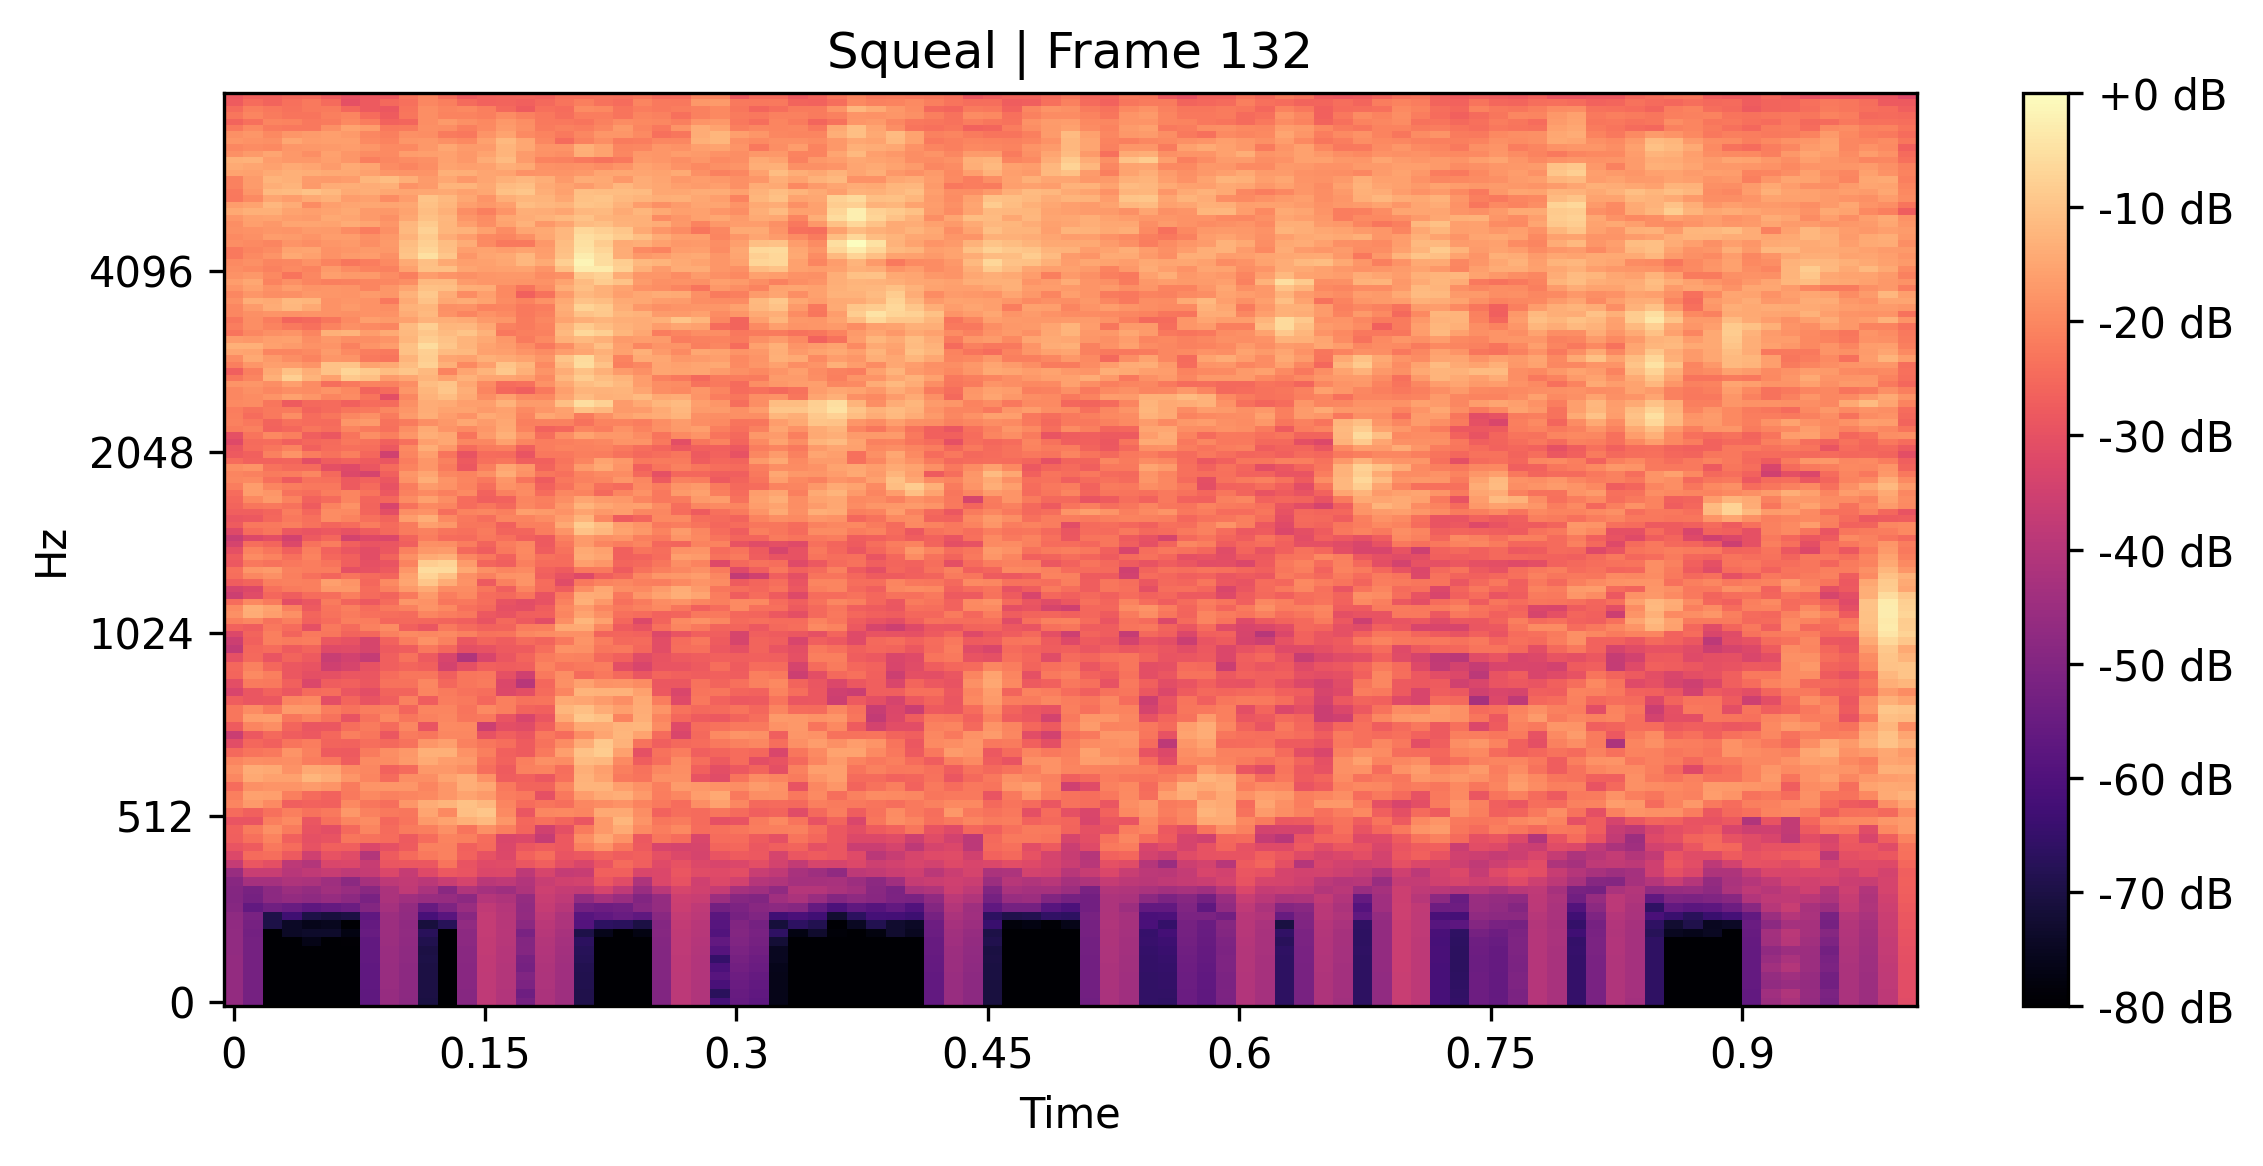 Squeal | Frame 132
+0 dB
-10 dB
-20 dB
-30 dB
-40 dB
-50 dB
-60 dB
-70 dB
-80 dB
4096
2048
1024
512
0
Hz
0 0.15 0.3 0.45 0.6 0.75 0.9
Time